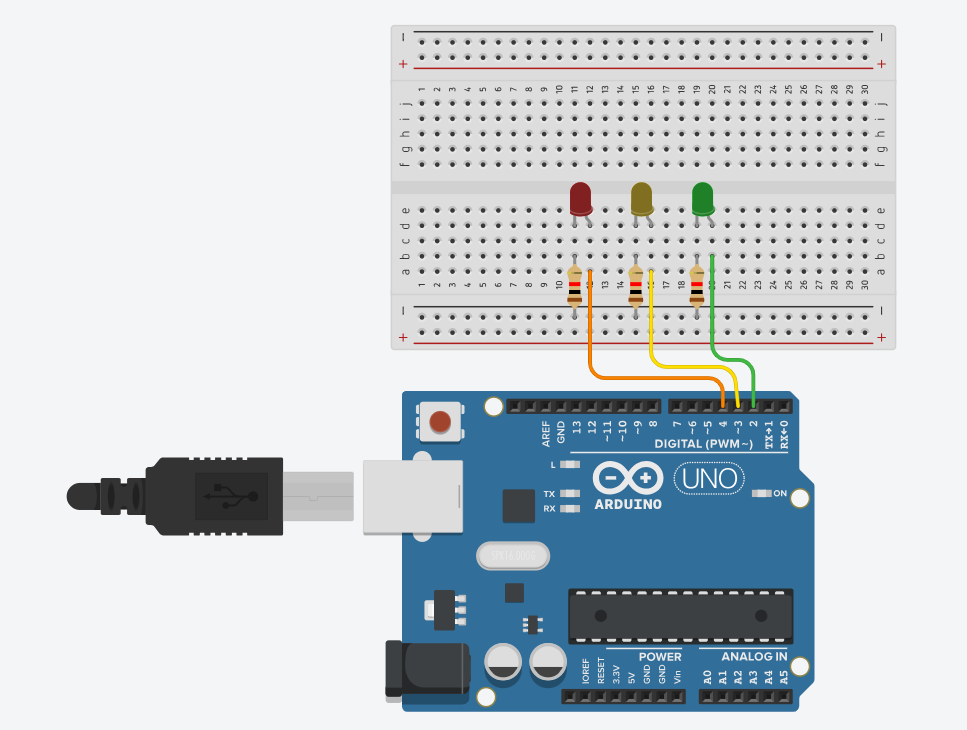 − −
+ +
1 2 3 4 5 6 7 8 9 10 11 12 13 14 15 16 17 18 19 20 21 22 23 24 25 26 27 28 29 30
j j
i i
h h
g g
f f
e e
d d
c c
b b
a a
1 2 3 4 5 6 7 8 9 10 11 13 14 15 16 17 18 19 21 22 23 24 25 26 27 28 29 30
− −
+ +
AREF GND 13 12 ~11 ~10 ~9 8 7 ~6 ~5 4 ~3 2 TX→1 RX←0
DIGITAL (PWM~)
L
TX
RX
UNO
ARDUINO
ON
POWER
ANALOG IN
IOREF RESET 3.3V 5V GND GND Vin A0 A1 A2 A3 A4 A5